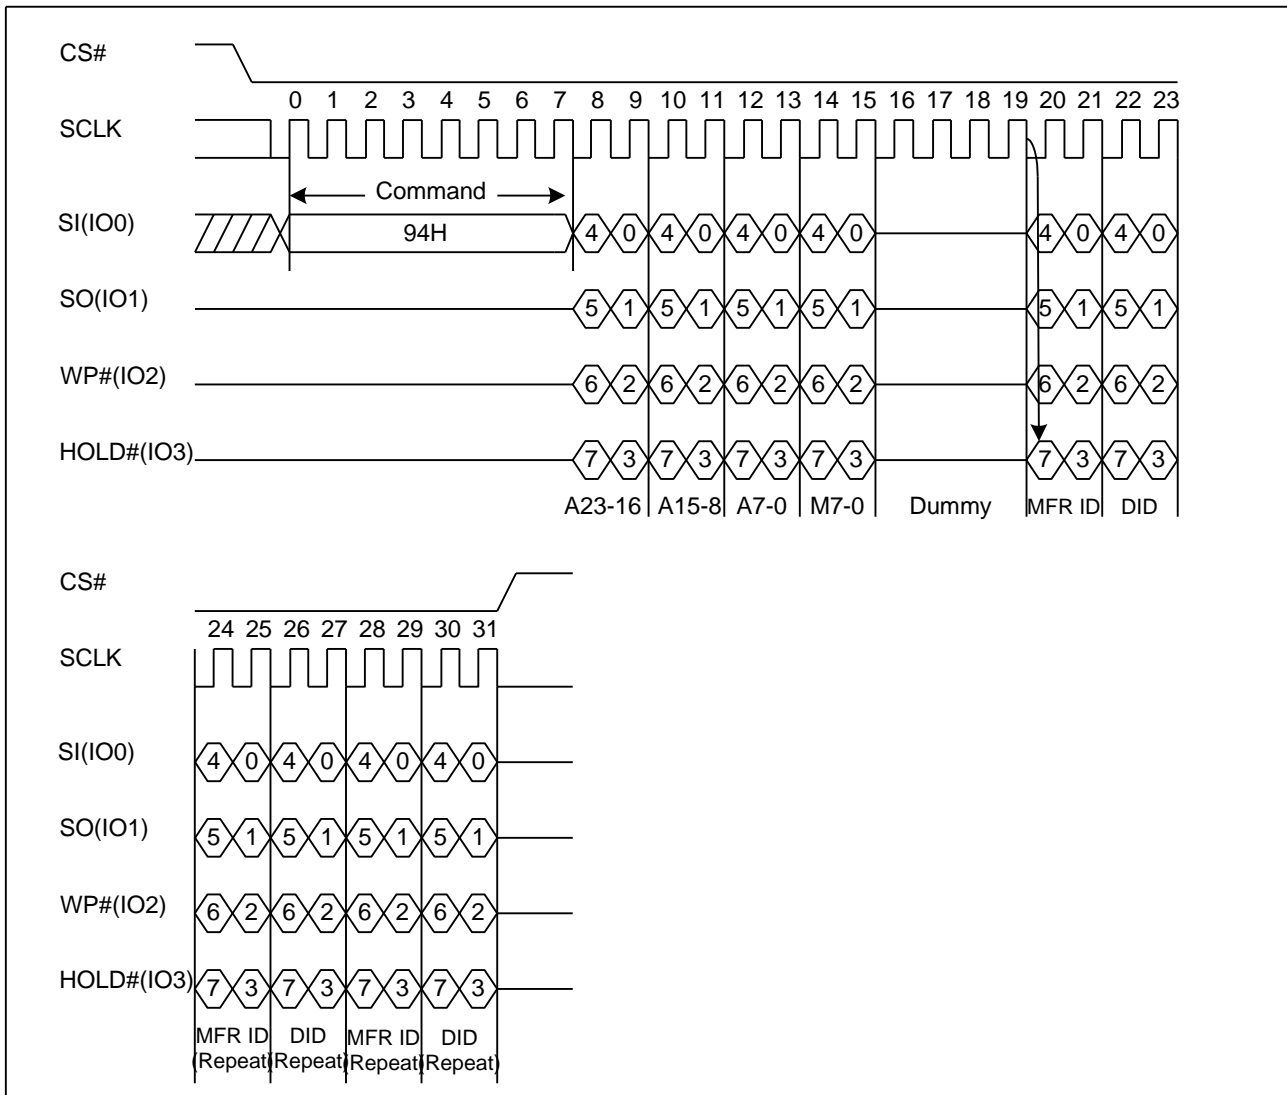 CS#
0 1 2 3 4 5 6 7 8 9 10 11 12 13 14 15 16 17 18 19 20 21 22 23
SCLK
Command
SI(IO0) 94H 4 0 4 0 4 0 4 0 4 0 4 0
SO(IO1) 5 1 5 1 5 1 5 1 5 1 5 1
WP#(IO2) 6 2 6 2 6 2 6 2 6 2 6 2
HOLD#(IO3) 7 3 7 3 7 3 7 3 7 3 7 3
A23-16 A15-8 A7-0 M7-0 Dummy MFR ID DID
CS#
24 25 26 27 28 29 30 31
SCLK
SI(IO0) 4 0 4 0 4 0 4 0
SO(IO1) 5 1 5 1 5 1 5 1
WP#(IO2) 6 2 6 2 6 2 6 2
HOLD#(IO3) 7 3 7 3 7 3 7 3
MFR ID DID MFR ID DID
(Repeat) (Repeat) (Repeat) (Repeat)